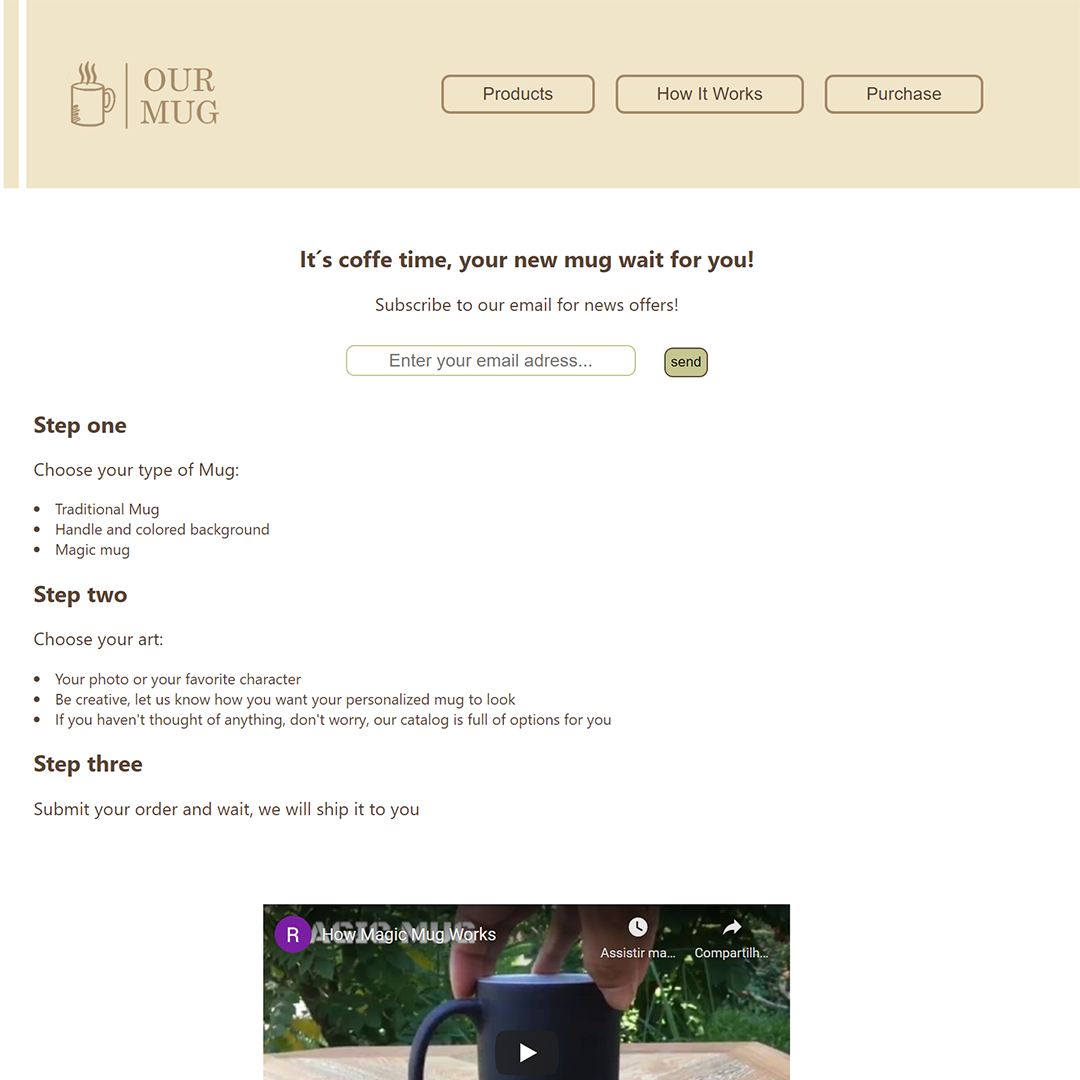 OUR
MUG
Products
How It Works
Purchase
It´s coffe time, your new mug wait for you!
Subscribe to our email for news offers!
Enter your email adress...
send
Step one
Choose your type of Mug:
Traditional Mug
Handle and colored background
Magic mug
Step two
Choose your art:
Your photo or your favorite character
Be creative, let us know how you want your personalized mug to look
If you haven't thought of anything, don't worry, our catalog is full of options for you
Step three
Submit your order and wait, we will ship it to you
R
How Magic Mug Works
Assistir ma...
Compartilh...